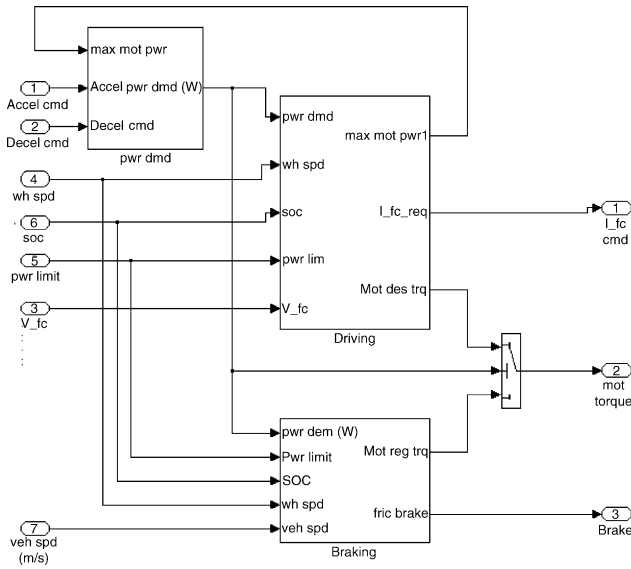 max mot pwr
1
Accel pwr dmd (W)
Accel cmd
2
Decel cmd
Decel cmd
pwr dmd
pwr dmd
max mot pwr1
4
wh spd
wh spd
6
soc
I_fc_req
1
soc
I_fc
cmd
5
pwr lim
pwr limit
Mot des trq
3
V_fc
V_fc
Driving
2
mot
torque
pwr dem (W)
Mot reg trq
Pwr limit
SOC
wh spd
fric brake
3
7
veh spd
Brake
veh spd
(m/s)
Braking